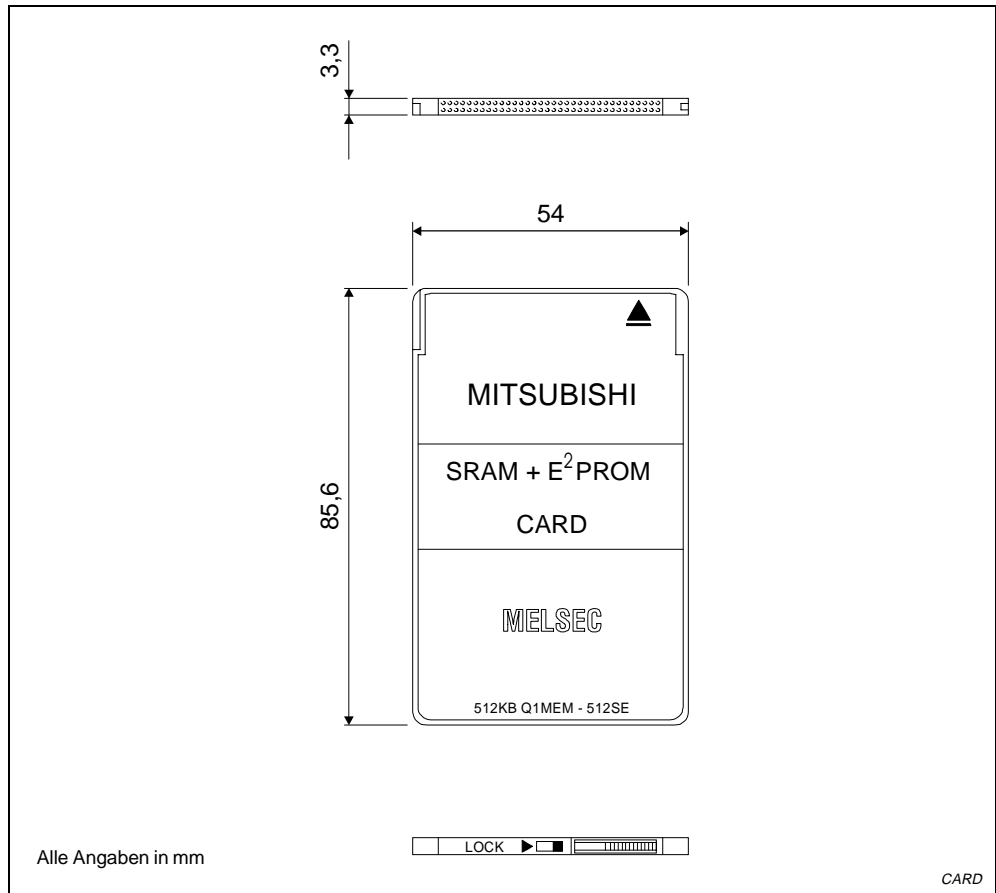 3,3
54
85,6
MITSUBISHI
SRAM + E²PROM
CARD
MELSEC
512KB Q1MEM - 512SE
LOCK
Alle Angaben in mm
CARD